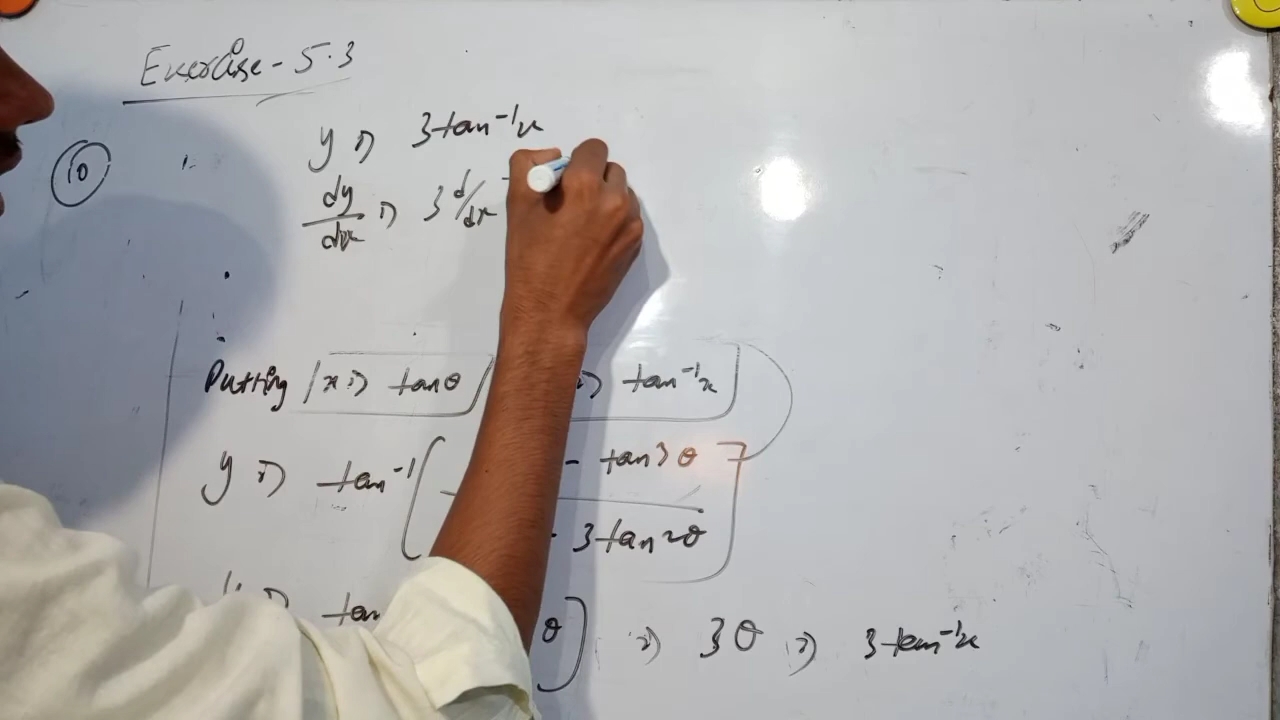 Exercise - 5.3
(10) y ⇒ 3tan⁻¹x
dy/dx ⇒ 3 d/dx
Putting x ⇒ tanθ ⇒ tan⁻¹x
y ⇒ tan⁻¹( - tan3θ
- 3tan2θ
y ⇒ tan θ) ⇒ 3θ ⇒ 3tan⁻¹x